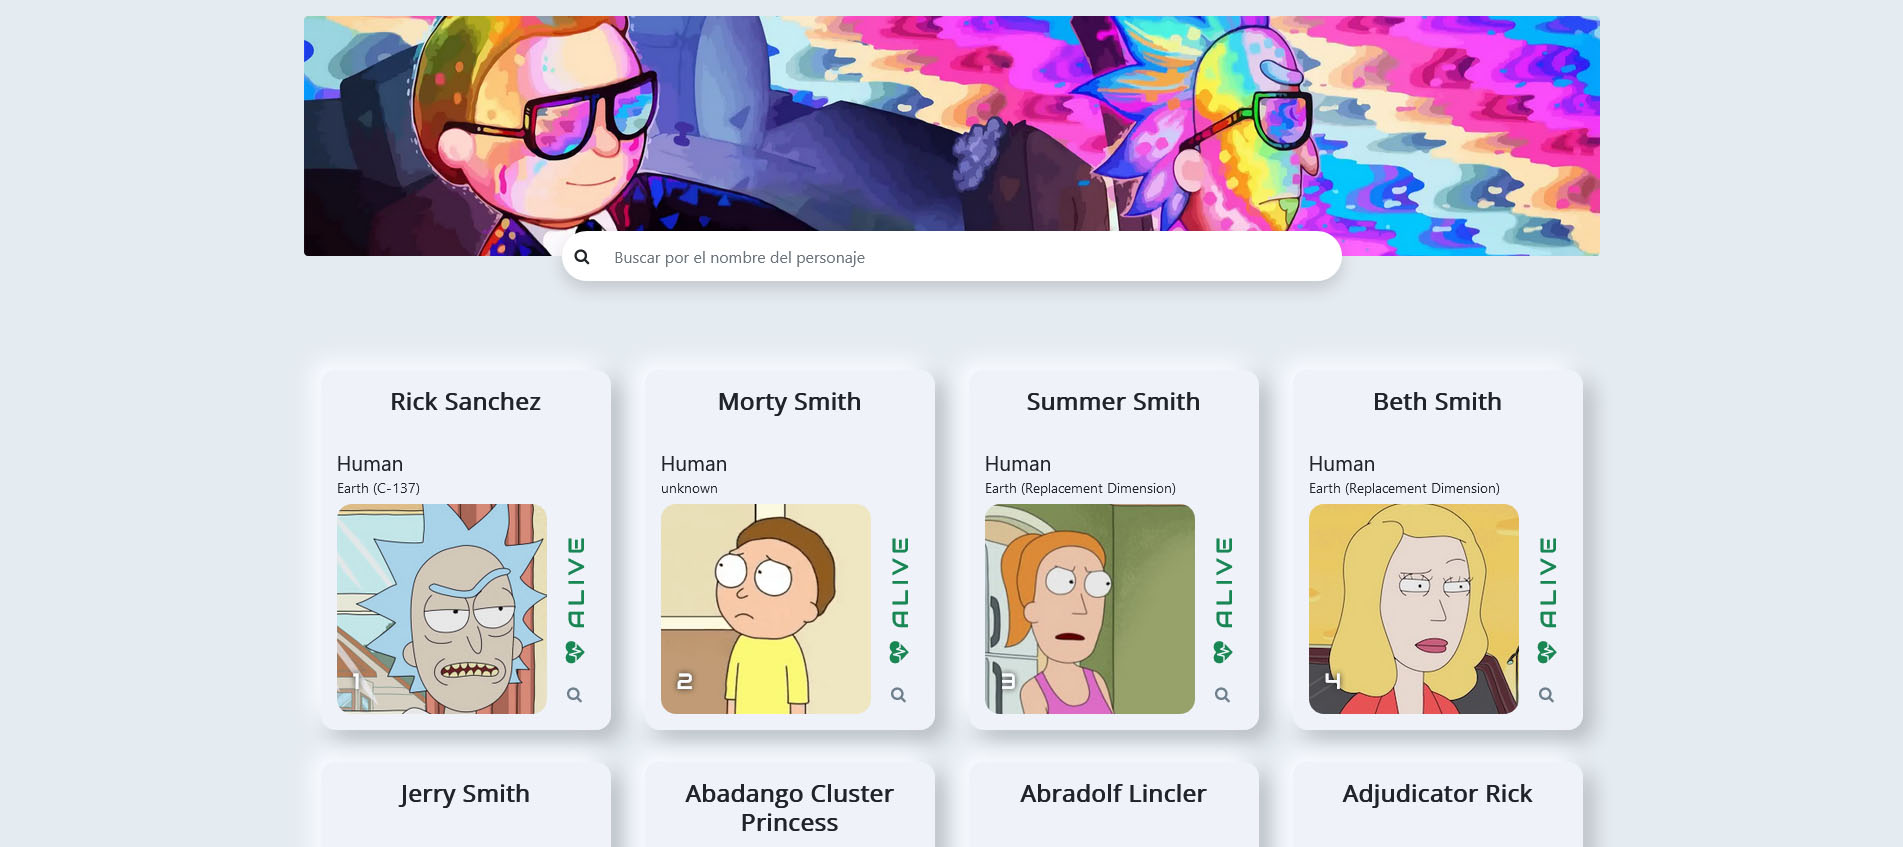 Buscar por el nombre del personaje
Rick Sanchez
Human
Earth (C-137)
ALIVE
1
Morty Smith
Human
unknown
ALIVE
2
Summer Smith
Human
Earth (Replacement Dimension)
ALIVE
3
Beth Smith
Human
Earth (Replacement Dimension)
ALIVE
4
Jerry Smith
Abadango Cluster
Princess
Abradolf Lincler
Adjudicator Rick